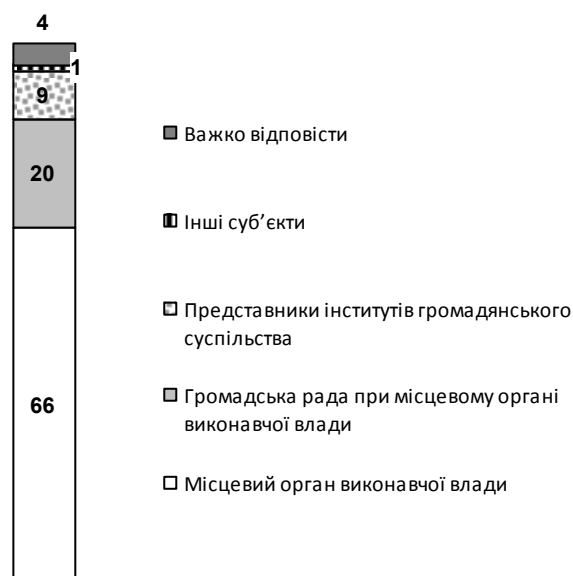 4
1
9
20
66
Важко відповісти
Інші суб’єкти
Представники інститутів громадянського
суспільства
Громадська рада при місцевому органі
виконавчої влади
Місцевий орган виконавчої влади